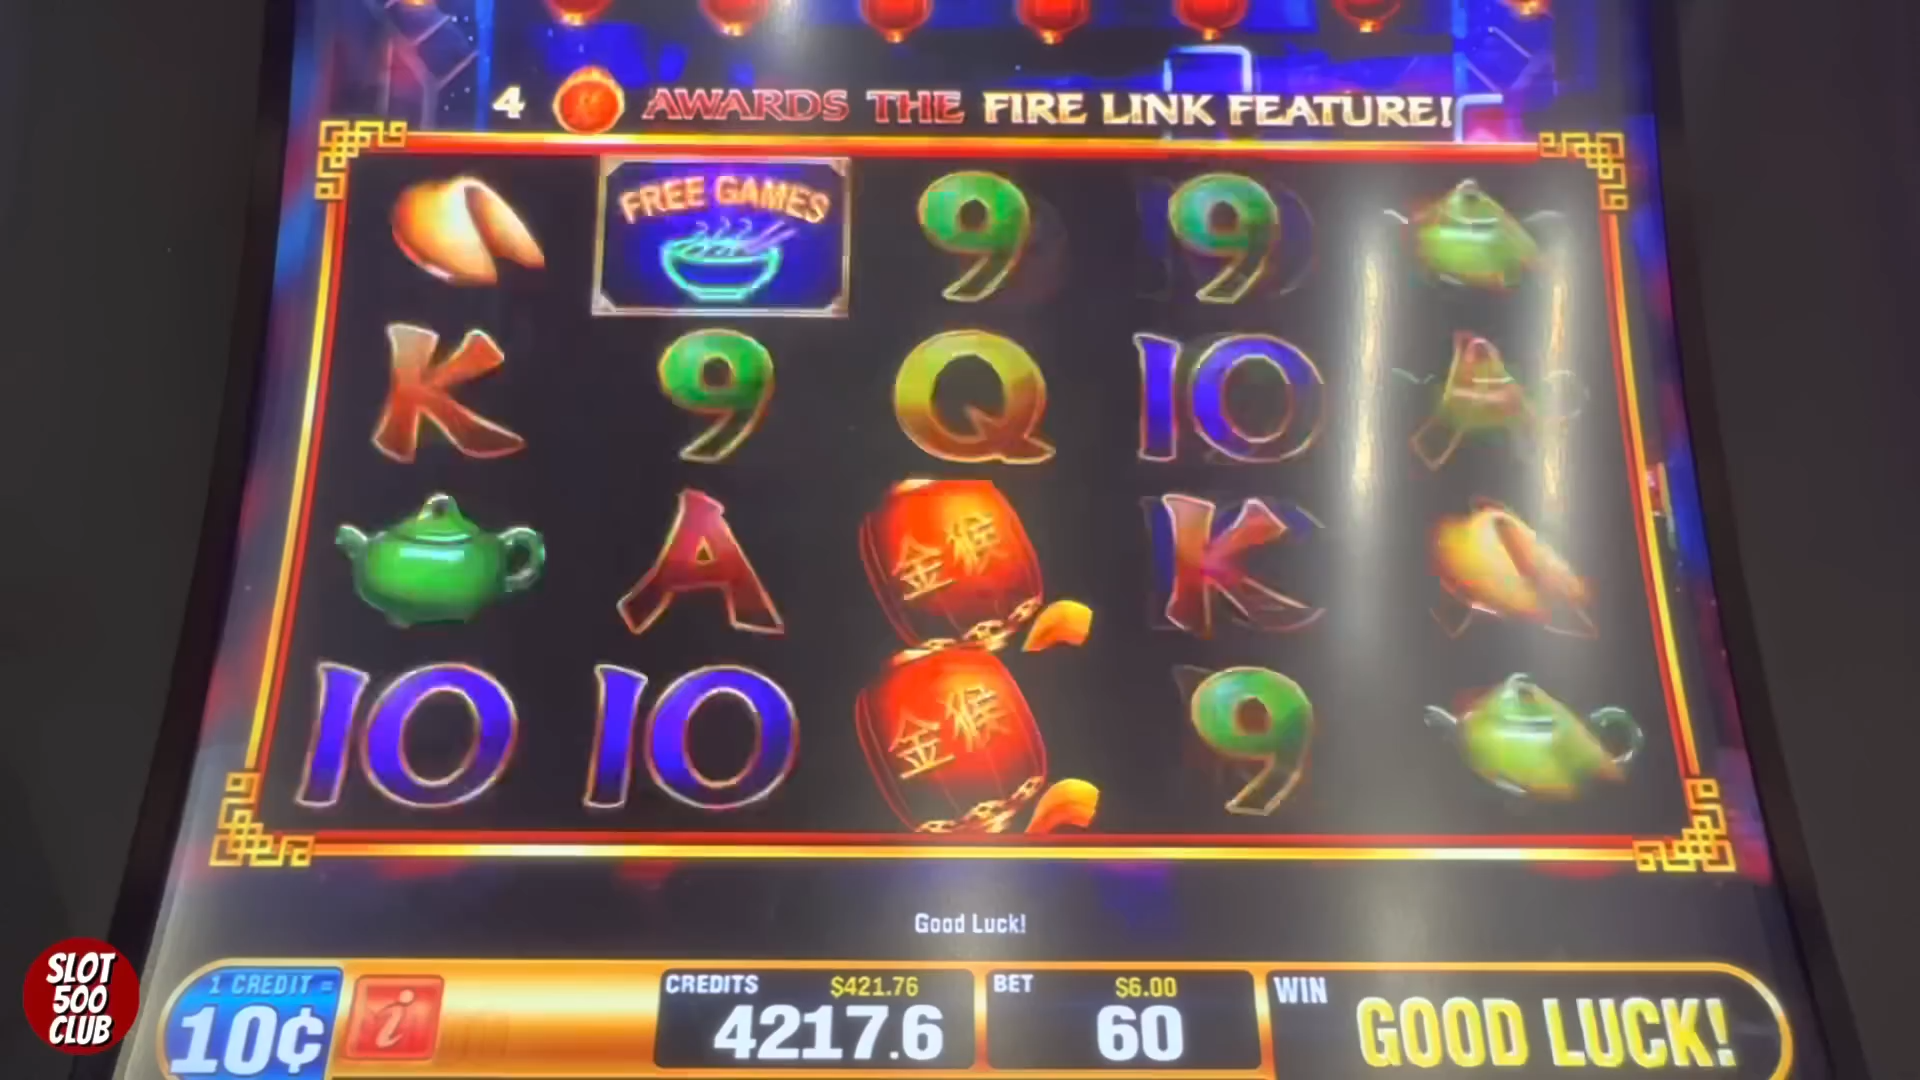 4 AWARDS THE FIRE LINK FEATURE!
FREE GAMES
9 9
K 9 Q 10 A
金猴
A K
金猴
10 10 9
Good Luck!
1 CREDIT =
10¢
i
CREDITS $421.76
4217.6
BET $6.00
60
WIN
GOOD LUCK!
SLOT
500
CLUB